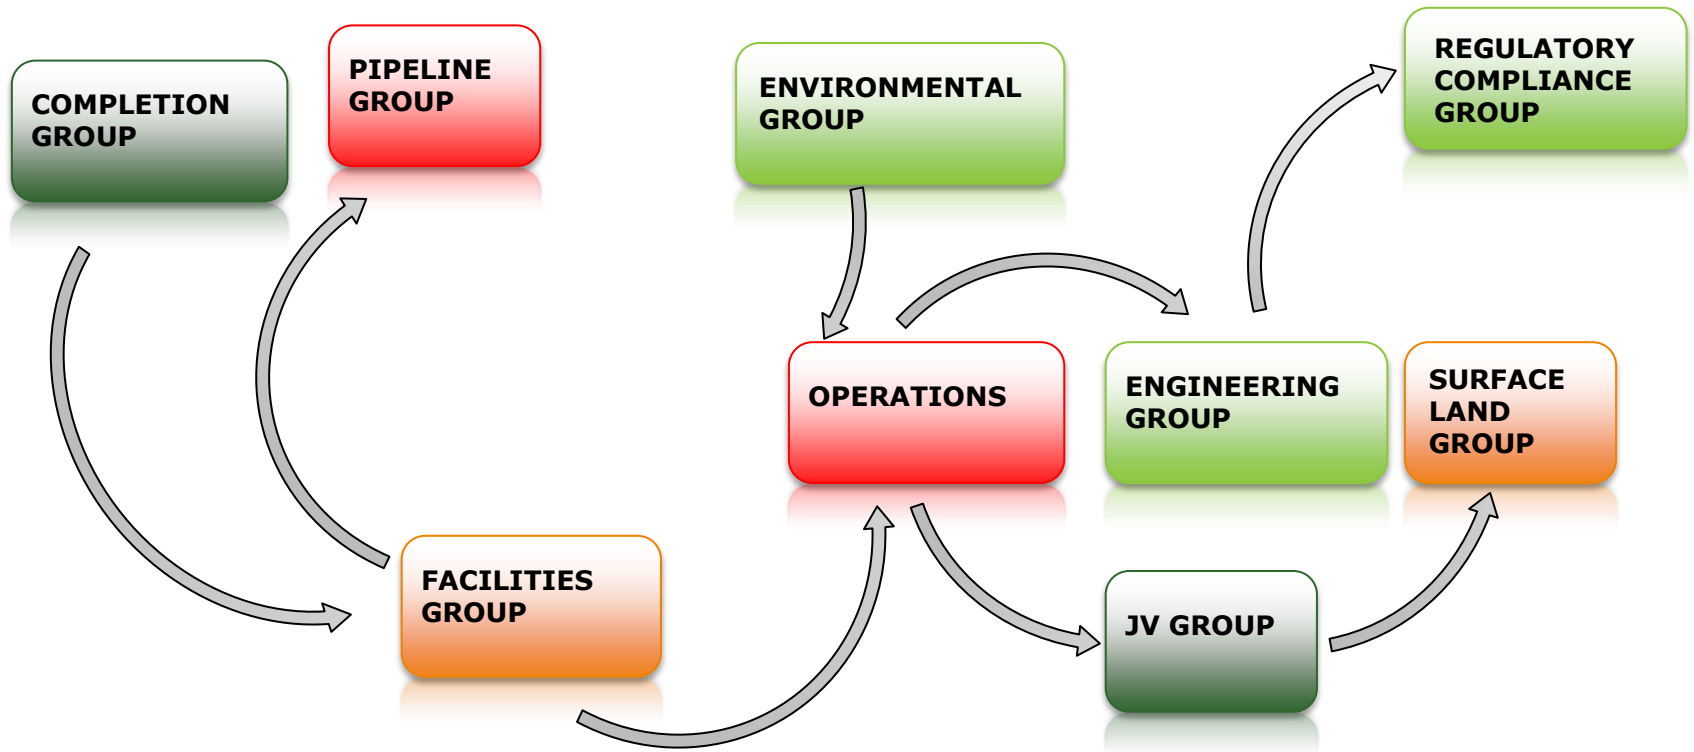 COMPLETION
GROUP
PIPELINE
GROUP
ENVIRONMENTAL
GROUP
REGULATORY
COMPLIANCE
GROUP
OPERATIONS
ENGINEERING
GROUP
SURFACE
LAND
GROUP
FACILITIES
GROUP
JV GROUP